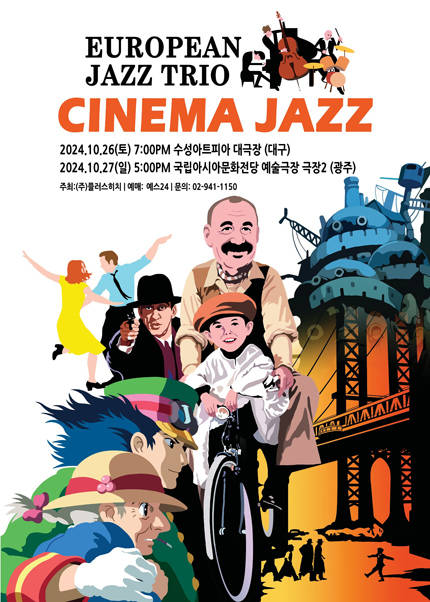 EUROPEAN
JAZZ TRIO
CINEMA JAZZ
2024.10.26(토) 7:00PM 수성아트피아 대극장 (대구)
2024.10.27(일) 5:00PM 국립아시아문화전당 예술극장 극장2 (광주)
주최:(주)플러스히치 | 예매: 예스24 | 문의: 02-941-1150